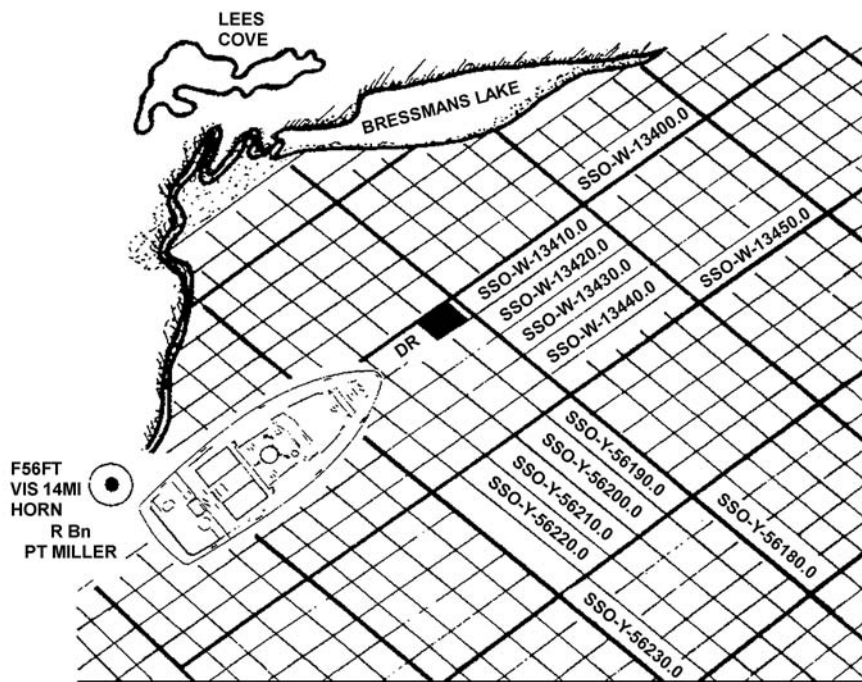 LEES
COVE
BRESSMANS LAKE
SSO-W-13400.0
SSO-W-13410.0
SSO-W-13420.0
SSO-W-13430.0
SSO-W-13440.0
SSO-W-13450.0
DR
F56FT
VIS 14MI
HORN
R Bn
PT MILLER
SSO-Y-56180.0
SSO-Y-56190.0
SSO-Y-56200.0
SSO-Y-56210.0
SSO-Y-56220.0
SSO-Y-56230.0